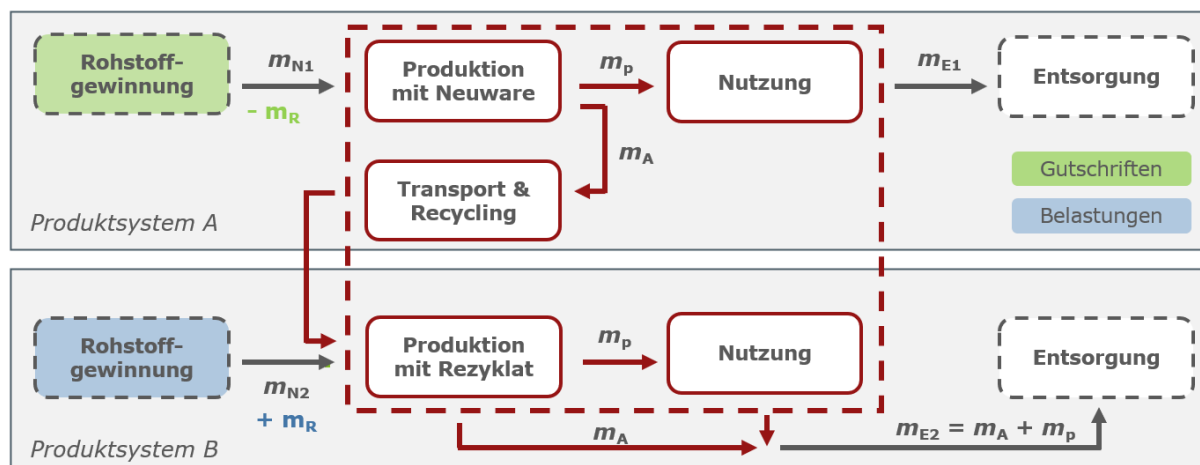 Rohstoff-
gewinnung
mN1
– mR
Produktion
mit Neuware
mp
Nutzung
mE1
Entsorgung
mA
Transport &
Recycling
Gutschriften
Belastungen
Produktsystem A
Rohstoff-
gewinnung
mN2
+ mR
Produktion
mit Rezyklat
mp
Nutzung
Entsorgung
mA
mE2 = mA + mp
Produktsystem B